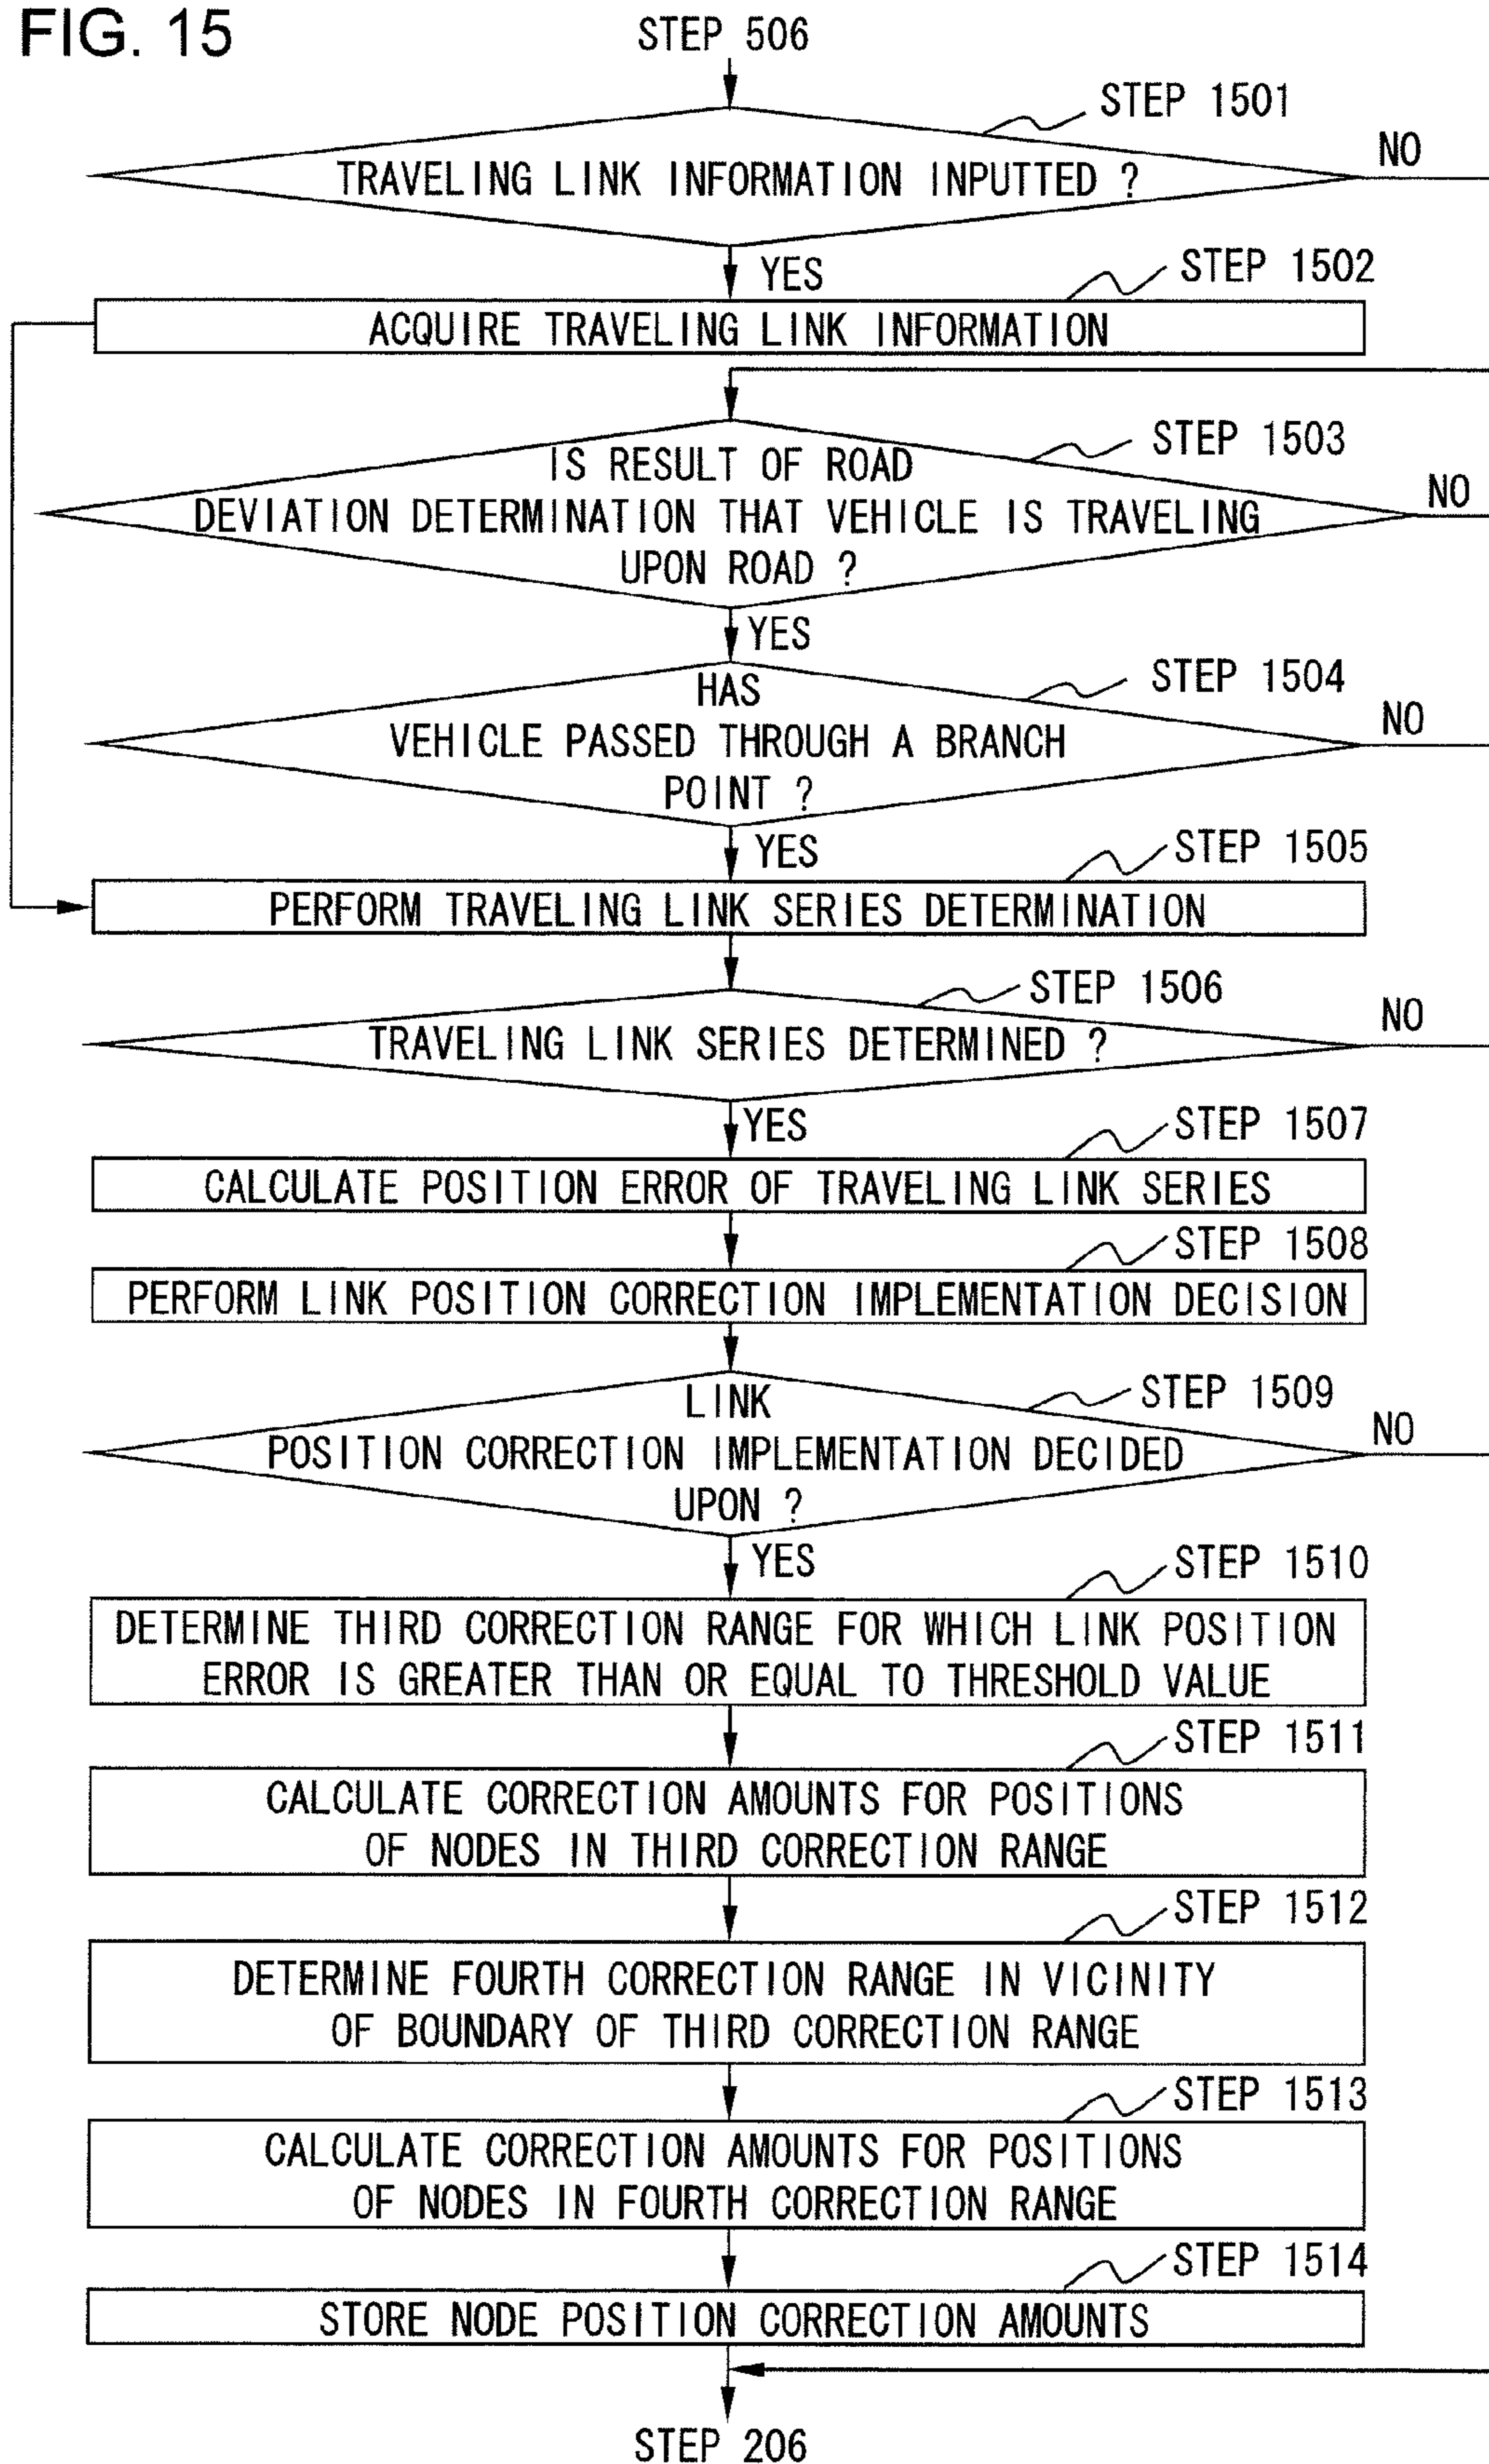 FIG. 15
STEP 506
STEP 1501
TRAVELING LINK INFORMATION INPUTTED ?
NO
YES
STEP 1502
ACQUIRE TRAVELING LINK INFORMATION
STEP 1503
IS RESULT OF ROAD
DEVIATION DETERMINATION THAT VEHICLE IS TRAVELING
UPON ROAD ?
NO
YES
STEP 1504
HAS
VEHICLE PASSED THROUGH A BRANCH
POINT ?
NO
YES
STEP 1505
PERFORM TRAVELING LINK SERIES DETERMINATION
STEP 1506
TRAVELING LINK SERIES DETERMINED ?
NO
YES
STEP 1507
CALCULATE POSITION ERROR OF TRAVELING LINK SERIES
STEP 1508
PERFORM LINK POSITION CORRECTION IMPLEMENTATION DECISION
STEP 1509
LINK
POSITION CORRECTION IMPLEMENTATION DECIDED
UPON ?
NO
YES
STEP 1510
DETERMINE THIRD CORRECTION RANGE FOR WHICH LINK POSITION
ERROR IS GREATER THAN OR EQUAL TO THRESHOLD VALUE
STEP 1511
CALCULATE CORRECTION AMOUNTS FOR POSITIONS
OF NODES IN THIRD CORRECTION RANGE
STEP 1512
DETERMINE FOURTH CORRECTION RANGE IN VICINITY
OF BOUNDARY OF THIRD CORRECTION RANGE
STEP 1513
CALCULATE CORRECTION AMOUNTS FOR POSITIONS
OF NODES IN FOURTH CORRECTION RANGE
STEP 1514
STORE NODE POSITION CORRECTION AMOUNTS
STEP 206